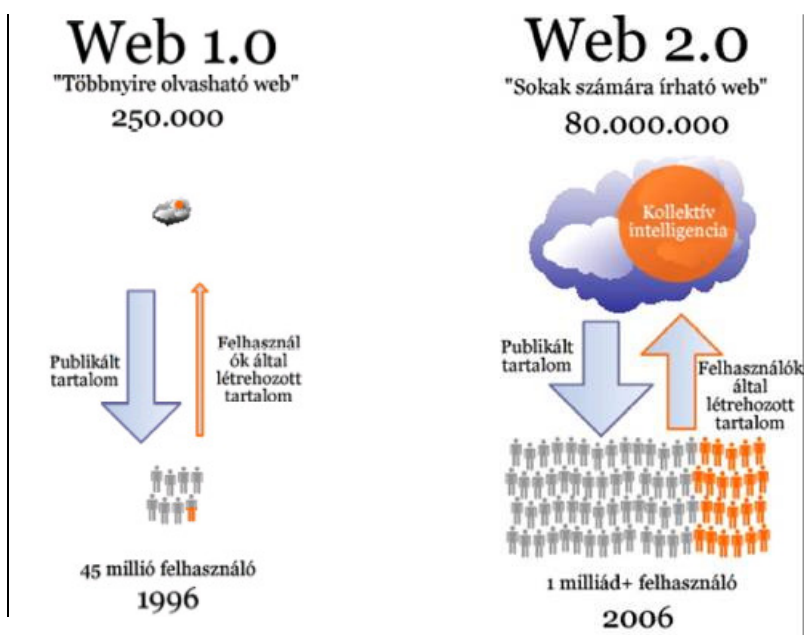 Web 1.0
"Többnyire olvasható web"
250.000
Publikált
tartalom
Felhasznál
ók által
létrehozott
tartalom
45 millió felhasználó
1996
Web 2.0
"Sokak számára írható web"
80.000.000
Kollektív
intelligencia
Publikált
tartalom
Felhasználók
által
létrehozott
tartalom
1 milliád+ felhasználó
2006